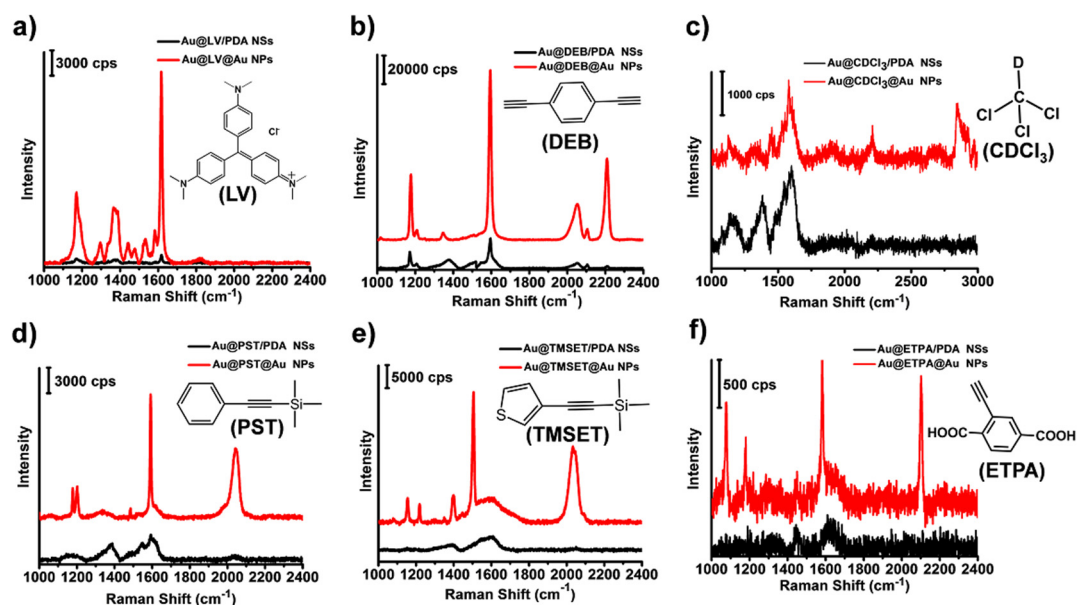 a)
Au@LV/PDA NSs
Au@LV@Au NPs
3000 cps
N
Cl-
N
N+
(LV)
Intensity
1000 1200 1400 1600 1800 2000 2200 2400
Raman Shift (cm-1)
b)
Au@DEB/PDA NSs
Au@DEB@Au NPs
20000 cps
(DEB)
Intnesity
1000 1200 1400 1600 1800 2000 2200 2400
Raman Shift (cm-1)
c)
Au@CDCl3/PDA NSs
Au@CDCl3@Au NPs
1000 cps
D
C
Cl
Cl
Cl
(CDCl3)
Intensity
1000 1500 2000 2500 3000
Raman Shift (cm-1)
d)
Au@PST/PDA NSs
Au@PST@Au NPs
3000 cps
Si
(PST)
Intensity
1000 1200 1400 1600 1800 2000 2200 2400
Raman Shift (cm-1)
e)
Au@TMSET/PDA NSs
Au@TMSET@Au NPs
5000 cps
S
Si
(TMSET)
Intensity
1000 1200 1400 1600 1800 2000 2200 2400
Raman Shift (cm-1)
f)
Au@ETPA/PDA NSs
Au@ETPA@Au NPs
500 cps
HOOC
COOH
(ETPA)
Intensity
1000 1200 1400 1600 1800 2000 2200 2400
Raman Shift (cm-1)